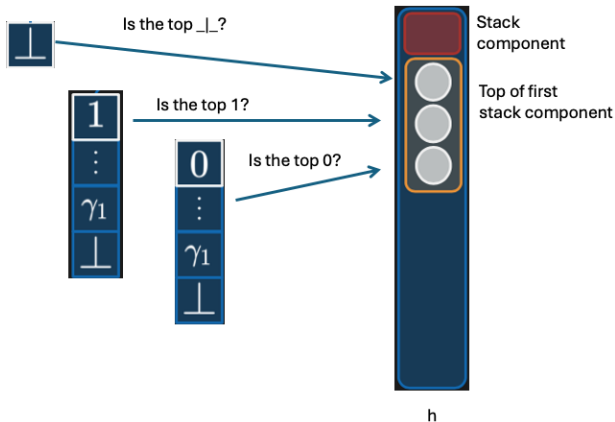 Is the top _|_?
Stack
component
⊥
Is the top 1?
Top of first
stack component
1
⋮
γ₁
⊥
Is the top 0?
0
⋮
γ₁
⊥
h